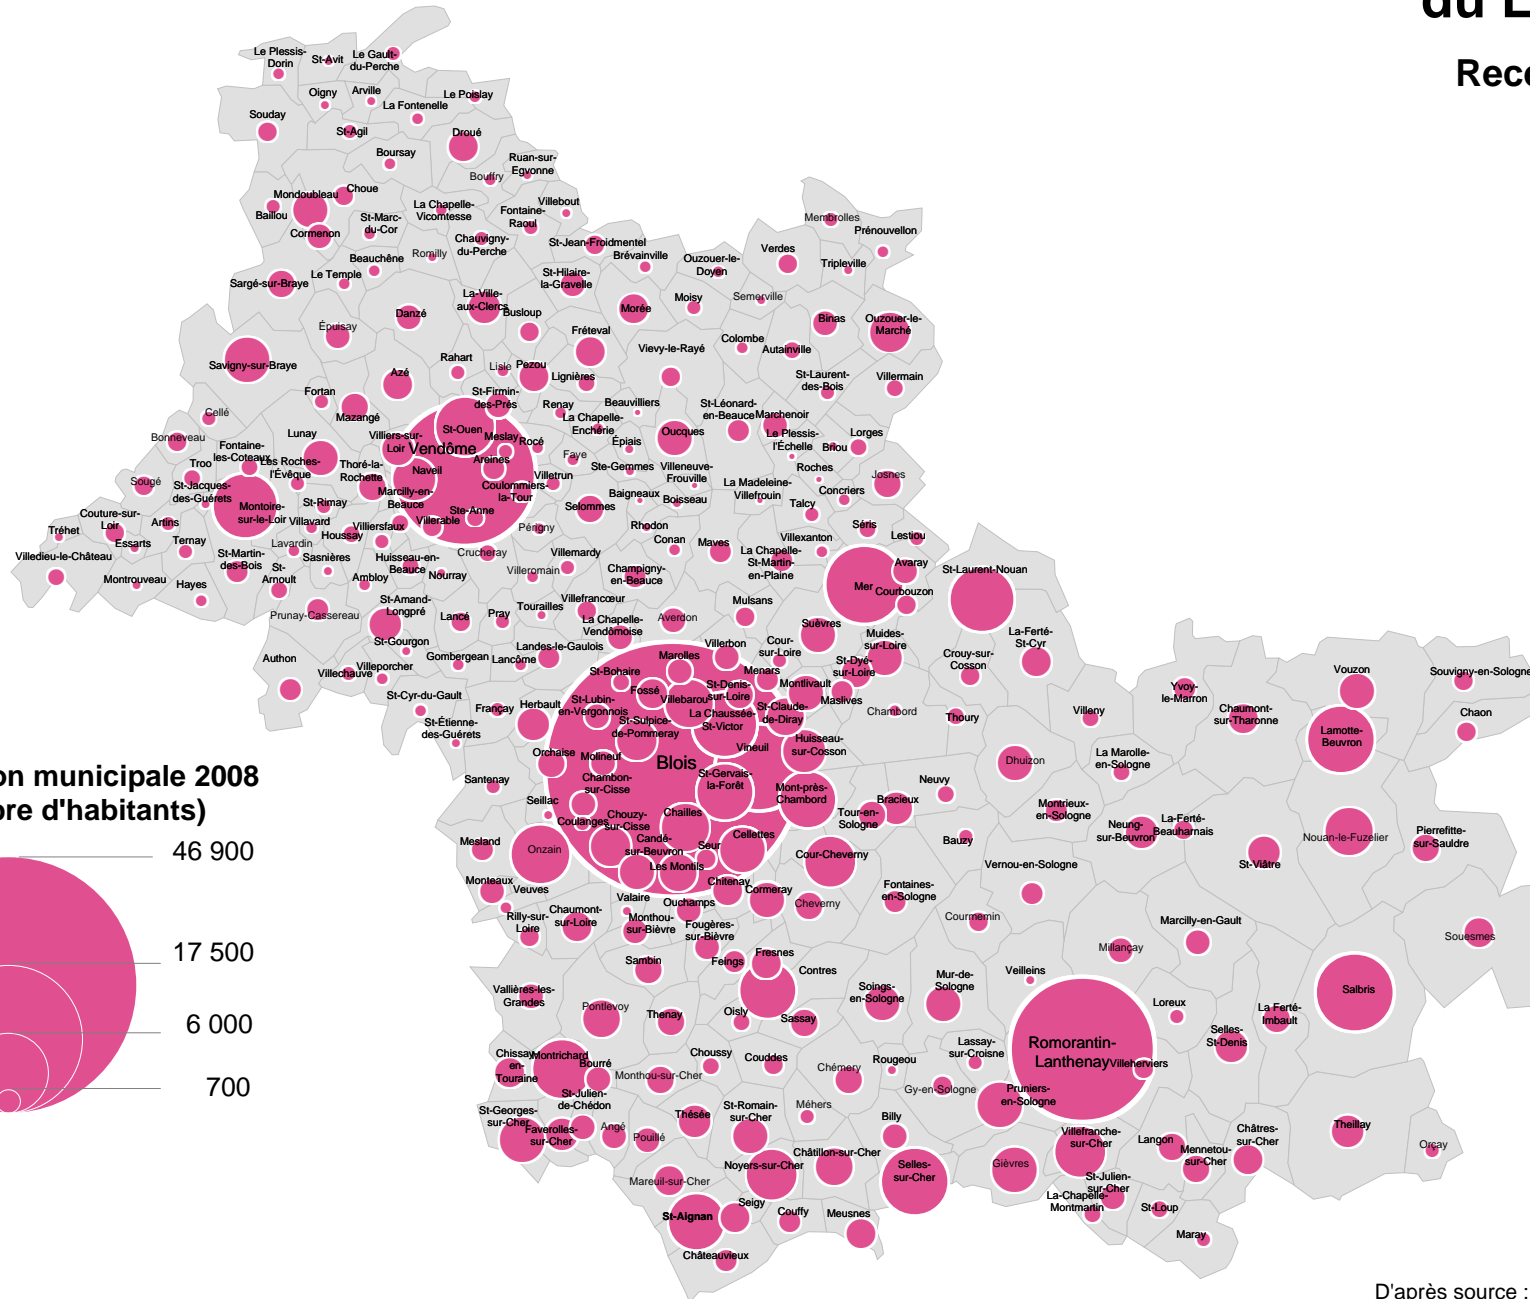 du L
Rece
Le Plessis-
Dorin
St-Avit
Le Gault-
du-Perche
Oigny
Arville
La Fontenelle
Le Poislay
Souday
St-Agil
Droué
Boursay
Ruan-sur-
Egvonne
Bouffry
Mondoubleau
Choue
Baillou
Cormenon
St-Marc-
du-Cor
La Chapelle-
Vicomtesse
Fontaine-
Raoul
Villebout
Membrolles
Prénouvellon
Beauchêne
Romilly
Chauvigny-
du-Perche
St-Jean-Froidmentel
Brévainville
Ouzouer-le-
Doyen
Verdes
Tripleville
Sargé-sur-Braye
Le Temple
St-Hilaire-
la-Gravelle
La-Ville-
aux-Clercs
Busloup
Morée
Moisy
Semerville
Épuisay
Danzé
Fréteval
Binas
Ouzouer-le-
Marché
Colombe
Autainville
Vievy-le-Rayé
Savigny-sur-Braye
Azé
Rahart
Lisle
Pezou
Lignières
St-Laurent-
des-Bois
Villermain
Fortan
Mazangé
St-Firmin-
des-Prés
Renay
Beauvilliers
La Chapelle-
Enchérie
St-Léonard-
en-Beauce
Marchenoir
Cellé
Bonneveau
Lunay
Villiers-sur-
Loir
St-Ouen
Vendôme
Meslay
Rocé
Épiais
Oucques
Le Plessis-
l'Échelle
Briou
Lorges
Fontaine-
les-Coteaux
Les Roches-
l'Évêque
Troo
Thoré-la-
Rochette
Naveil
Areines
Faye
Ste-Gemmes
Villeneuve-
Frouville
Roches
Josnes
Sougé
St-Jacques-
des-Guérets
Marcilly-en-
Beauce
Coulommiers-
la-Tour
Villetrun
Baigneaux
Boisseau
La Madeleine-
Villefrouin
Concriers
Talcy
Montoire-
sur-le-Loir
St-Rimay
Ste-Anne
Selommes
Couture-sur-
Loir
Artins
Villavard
Villiersfaux
Villerable
Périgny
Rhodon
Séris
Lestiou
Tréhet
Essarts
Ternay
Lavardin
Houssay
Conan
Maves
Villexanton
Villedieu-le-Château
St-Martin-
des-Bois
Sasnières
Huisseau-en-
Beauce
Crucheray
Villemardy
La Chapelle-
St-Martin-
en-Plaine
Avaray
St-Laurent-Nouan
Montrouveau
Hayes
St-
Arnoult
Ambloy
Nourray
Villeromain
Champigny-
en-Beauce
Mer
Courbouzon
Prunay-Cassereau
St-Amand-
Longpré
Lancé
Pray
Tourailles
Villefrancœur
Averdon
Mulsans
Suèvres
La Chapelle-
Vendômoise
Muides-
sur-Loire
La-Ferté-
St-Cyr
St-Gourgon
Landes-le-Gaulois
Villerbon
Cour-
sur-Loire
Authon
Villechauve
Villeporcher
Gombergean
Lancôme
Marolles
Menars
St-Dyé-
sur-Loire
Crouy-sur-
Cosson
St-Bohaire
Fossé
St-Denis-
sur-Loire
Montlivault
Maslives
St-Cyr-du-Gault
Françay
Herbault
St-Lubin-
en-Vergonnois
Villebarou
St-Claude-
de-Diray
Chambord
Thoury
Villeny
Yvoy-
le-Marron
Chaumont-
sur-Tharonne
Vouzon
Souvigny-en-Sologne
St-Étienne-
des-Guérets
St-Sulpice-
de-Pommeray
La Chaussée-
St-Victor
Vineuil
Huisseau-
sur-Cosson
Lamotte-
Beuvron
Chaon
Orchaise
Molineuf
Blois
Dhuizon
La Marolle-
en-Sologne
Santenay
Chambon-
sur-Cisse
St-Gervais-
la-Forêt
Mont-près-
Chambord
Neuvy
Seillac
Coulanges
Chouzy-
sur-Cisse
Chailles
Tour-en-
Sologne
Bracieux
Montrieux-
en-Sologne
Neung-
sur-Beuvron
La-Ferté-
Beauharnais
Nouan-le-Fuzelier
Pierrefitte-
sur-Sauldre
Mesland
Onzain
Candé-
sur-Beuvron
Seur
Cellettes
Bauzy
Les Montils
Cour-Cheverny
Vernou-en-Sologne
St-Viâtre
Monteaux
Veuves
Valaire
Chitenay
Cormeray
Cheverny
Fontaines-
en-Sologne
Rilly-sur-
Loire
Chaumont-
sur-Loire
Monthou-
sur-Bièvre
Ouchamps
Fougères-
sur-Bièvre
Courmemin
Marcilly-en-Gault
Millançay
Souesmes
Sambin
Feings
Fresnes
Contres
Soings-
en-Sologne
Mur-de-
Sologne
Veilleins
Vallières-les-
Grandes
Pontlevoy
Thenay
Oisly
Sassay
Loreux
La Ferté-
Imbault
Salbris
Romorantin-
Lanthenay
Villeherviers
Selles-
St-Denis
Chissay-
en-
Touraine
Montrichard
Bourré
Monthou-sur-Cher
Choussy
Couddes
Chémery
Rougeou
Lassay-
sur-Croisne
Gy-en-Sologne
Pruniers-
en-Sologne
St-Julien-
de-Chédon
St-Georges-
sur-Cher
Faverolles-
sur-Cher
Angé
Pouillé
Thésée
St-Romain-
sur-Cher
Méhers
Billy
Villefranche-
sur-Cher
Langon
Mennetou-
sur-Cher
Châtres-
sur-Cher
Theillay
Orçay
Mareuil-sur-Cher
Noyers-sur-Cher
Châtillon-sur-Cher
Selles-
sur-Cher
Gièvres
St-Julien-
sur-Cher
La-Chapelle-
Montmartin
St-Loup
Maray
St-Aignan
Seigy
Couffy
Meusnes
Châteauvieux
on municipale 2008
bre d'habitants)
46 900
17 500
6 000
700
D'après source :